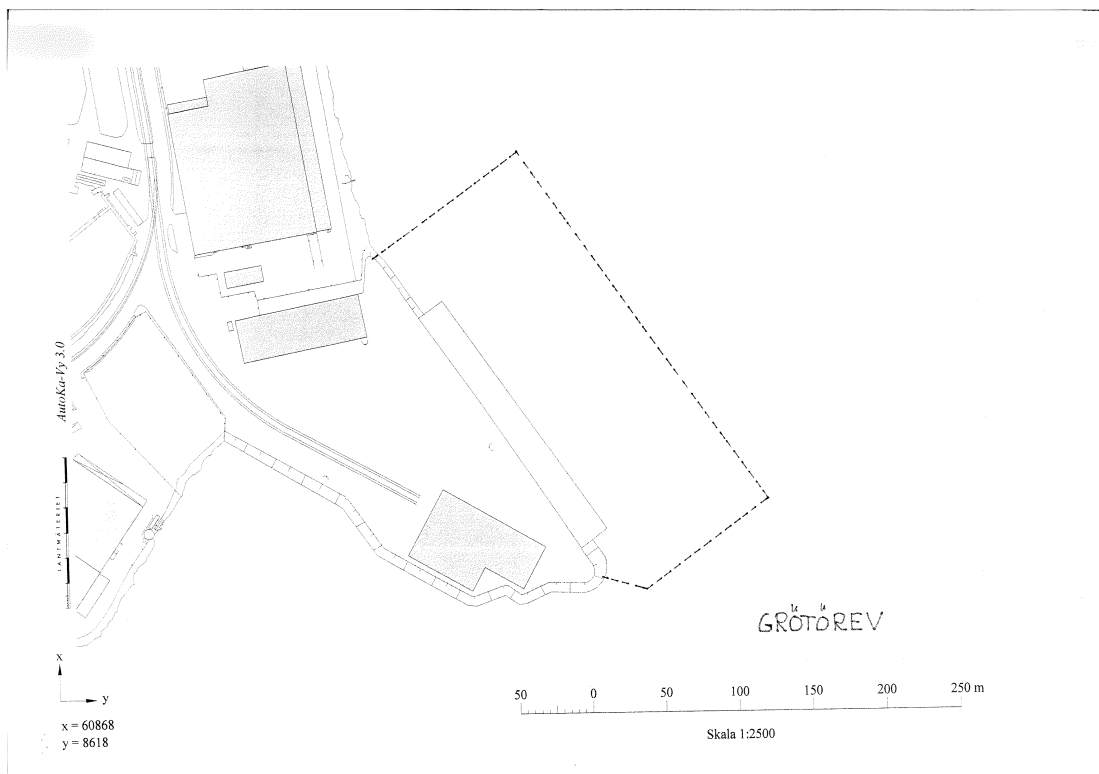 AutoKa-Vy 3.0
LANTMÄTERIET
GRÖTÖREV
x
y
x = 60868
y = 8618
50 0 50 100 150 200 250 m
Skala 1:2500